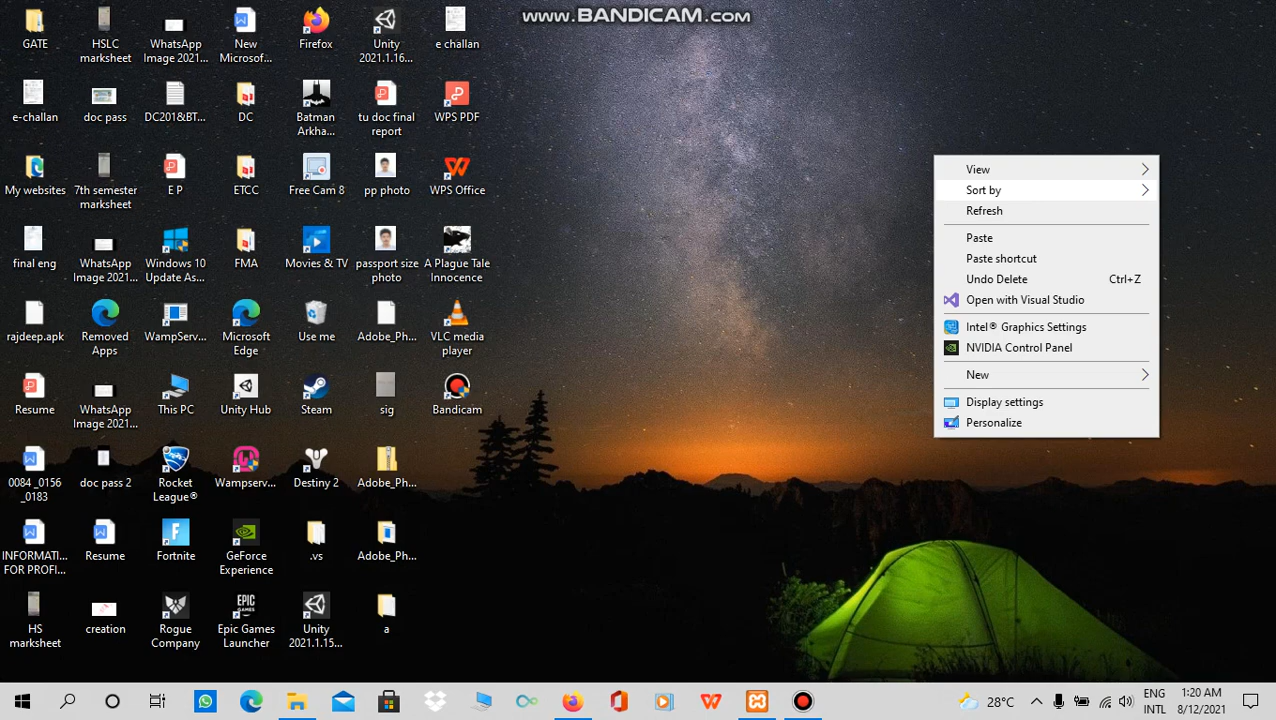 www.BANDICAM.com
GATE
HSLC marksheet
WhatsApp Image 2021...
New Microsof...
Firefox
Unity 2021.1.16...
e challan
e-challan
doc pass
DC201&BT...
DC
Batman Arkha...
tu doc final report
WPS PDF
My websites
7th semester marksheet
E P
ETCC
Free Cam 8
pp photo
WPS Office
final eng
WhatsApp Image 2021...
Windows 10 Update As...
FMA
Movies & TV
passport size photo
A Plague Tale Innocence
rajdeep.apk
Removed Apps
WampServ...
Microsoft Edge
Use me
Adobe_Ph...
VLC media player
Resume
WhatsApp Image 2021...
This PC
Unity Hub
Steam
sig
Bandicam
0084_0156_0183
doc pass 2
Rocket League®
Wampserv...
Destiny 2
Adobe_Ph...
INFORMATI... FOR PROFI...
Resume
Fortnite
GeForce Experience
.vs
Adobe_Ph...
HS marksheet
creation
Rogue Company
EPIC GAMES
Epic Games Launcher
Unity 2021.1.15...
a
View
Sort by
Refresh
Paste
Paste shortcut
Undo Delete Ctrl+Z
Open with Visual Studio
Intel® Graphics Settings
NVIDIA Control Panel
New
Display settings
Personalize
28°C
ENG
INTL
1:20 AM
8/12/2021